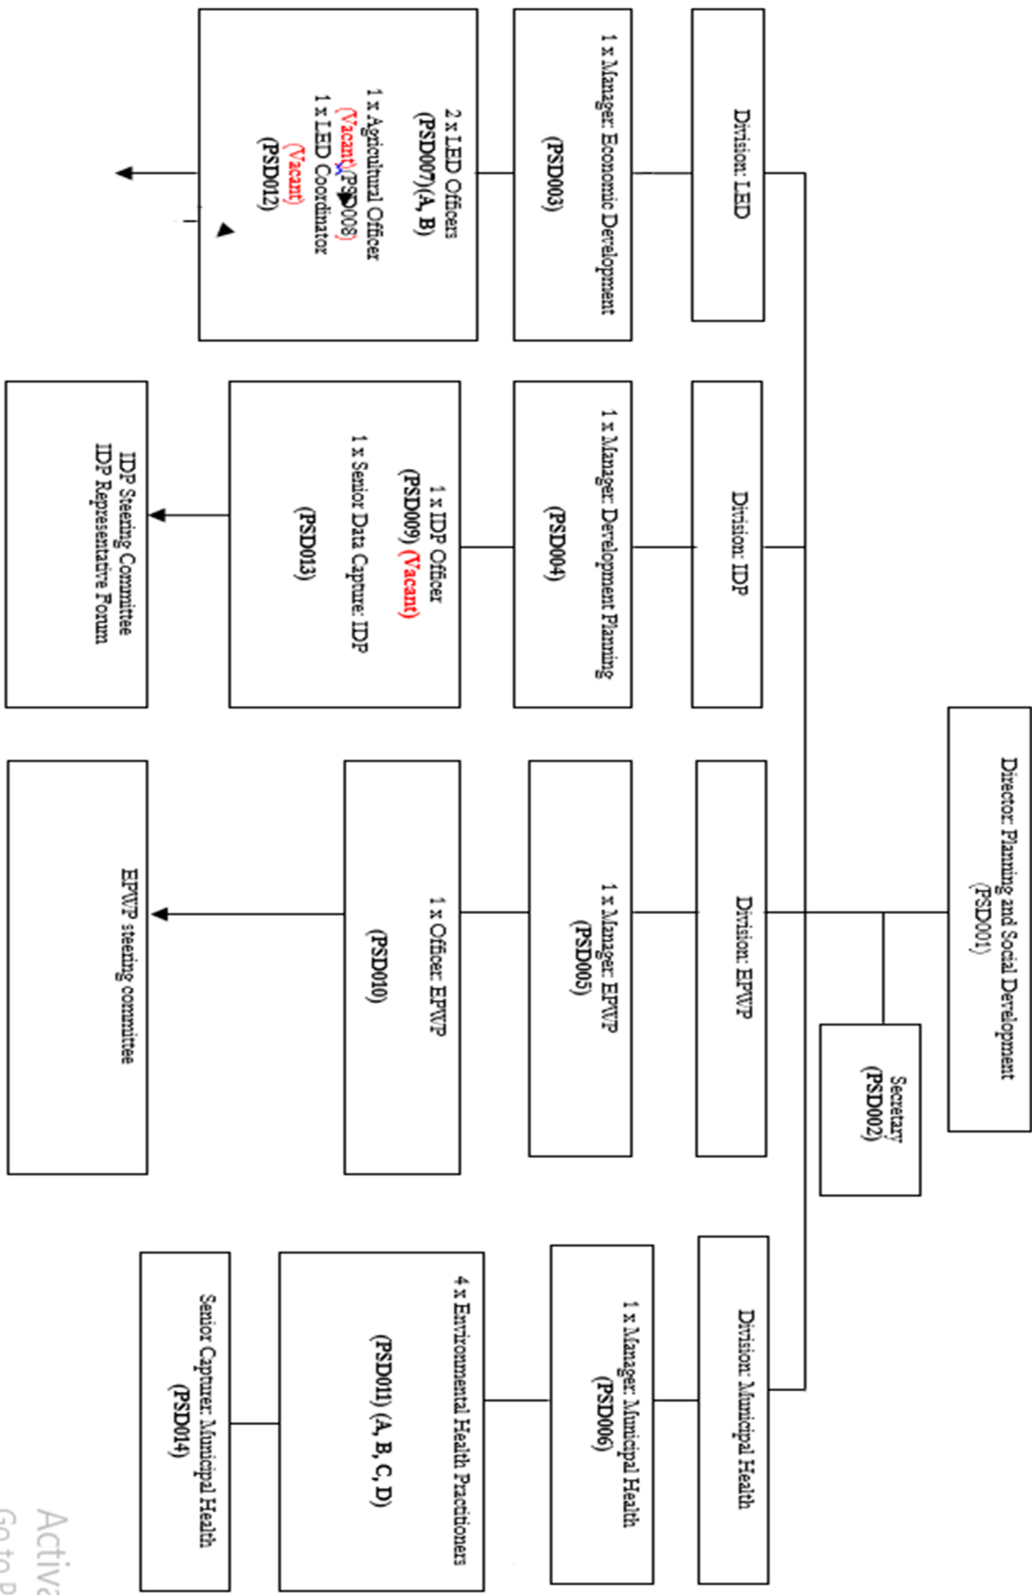 Director: Planning and Social Development
(PSD001)
Secretary
(PSD002)
Division: LED
Division: IDP
Division: EPWP
Division: Municipal Health
1 x Manager: Economic Development
(PSD003)
1 x Manager: Development Planning
(PSD004)
1 x Manager: EPWP
(PSD005)
1 x Manager: Municipal Health
(PSD006)
2 x LED Officers
(PSD007)(A, B)
1 x Agricultural Officer
(Vacant)(PSD008)
1 x LED Coordinator
(Vacant)
(PSD012)
1 x IDP Officer
(PSD009) (Vacant)
1 x Senior Data Capture: IDP
(PSD013)
1 x Officer: EPWP
(PSD010)
4 x Environmental Health Practitioners
(PSD011) (A, B, C, D)
IDP Steering Committee
IDP Representative Forum
EPWP steering committee
Senior Capturer: Municipal Health
(PSD014)
Go to